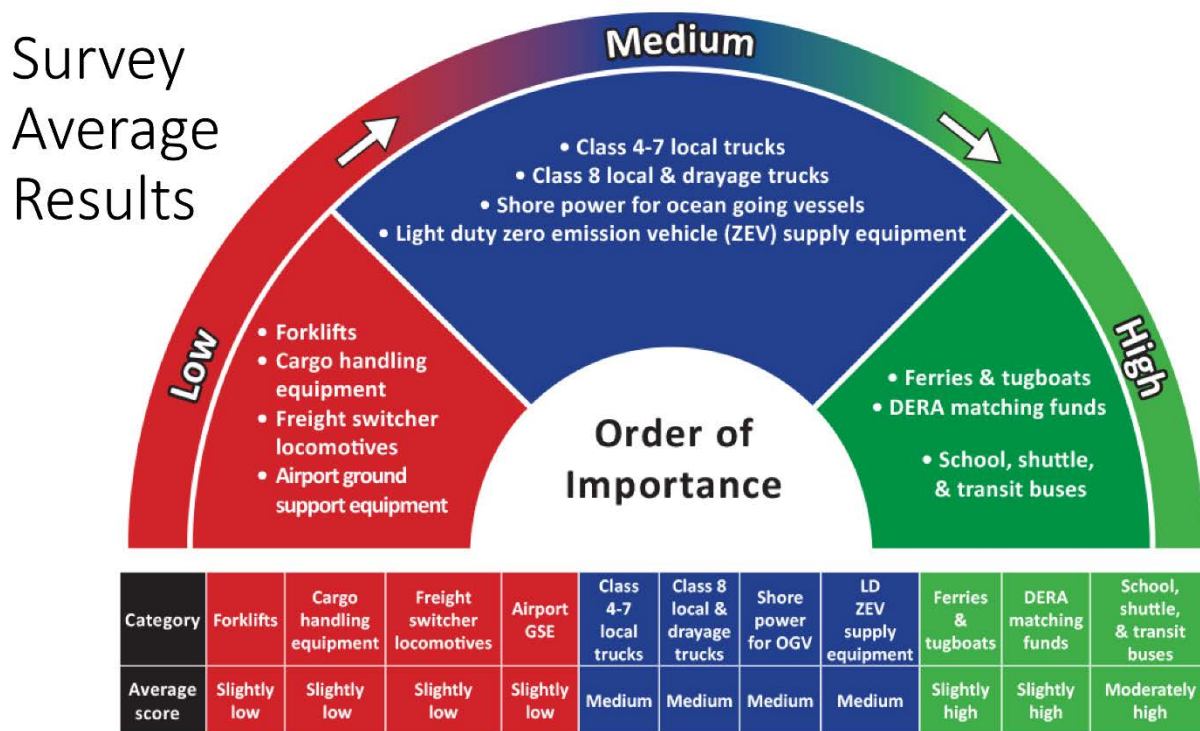 Survey
Average
Results
Medium
Low
High
• Class 4-7 local trucks
• Class 8 local & drayage trucks
• Shore power for ocean going vessels
• Light duty zero emission vehicle (ZEV) supply equipment
• Forklifts
• Cargo handling
equipment
• Freight switcher
locomotives
• Airport ground
support equipment
• Ferries & tugboats
• DERA matching funds
• School, shuttle,
& transit buses
Order of
Importance
Category
Forklifts
Cargo
handling
equipment
Freight
switcher
locomotives
Airport
GSE
Class
4-7
local
trucks
Class 8
local &
drayage
trucks
Shore
power
for OGV
LD
ZEV
supply
equipment
Ferries
&
tugboats
DERA
matching
funds
School,
shuttle,
& transit
buses
Average
score
Slightly
low
Slightly
low
Slightly
low
Slightly
low
Medium
Medium
Medium
Medium
Slightly
high
Slightly
high
Moderately
high